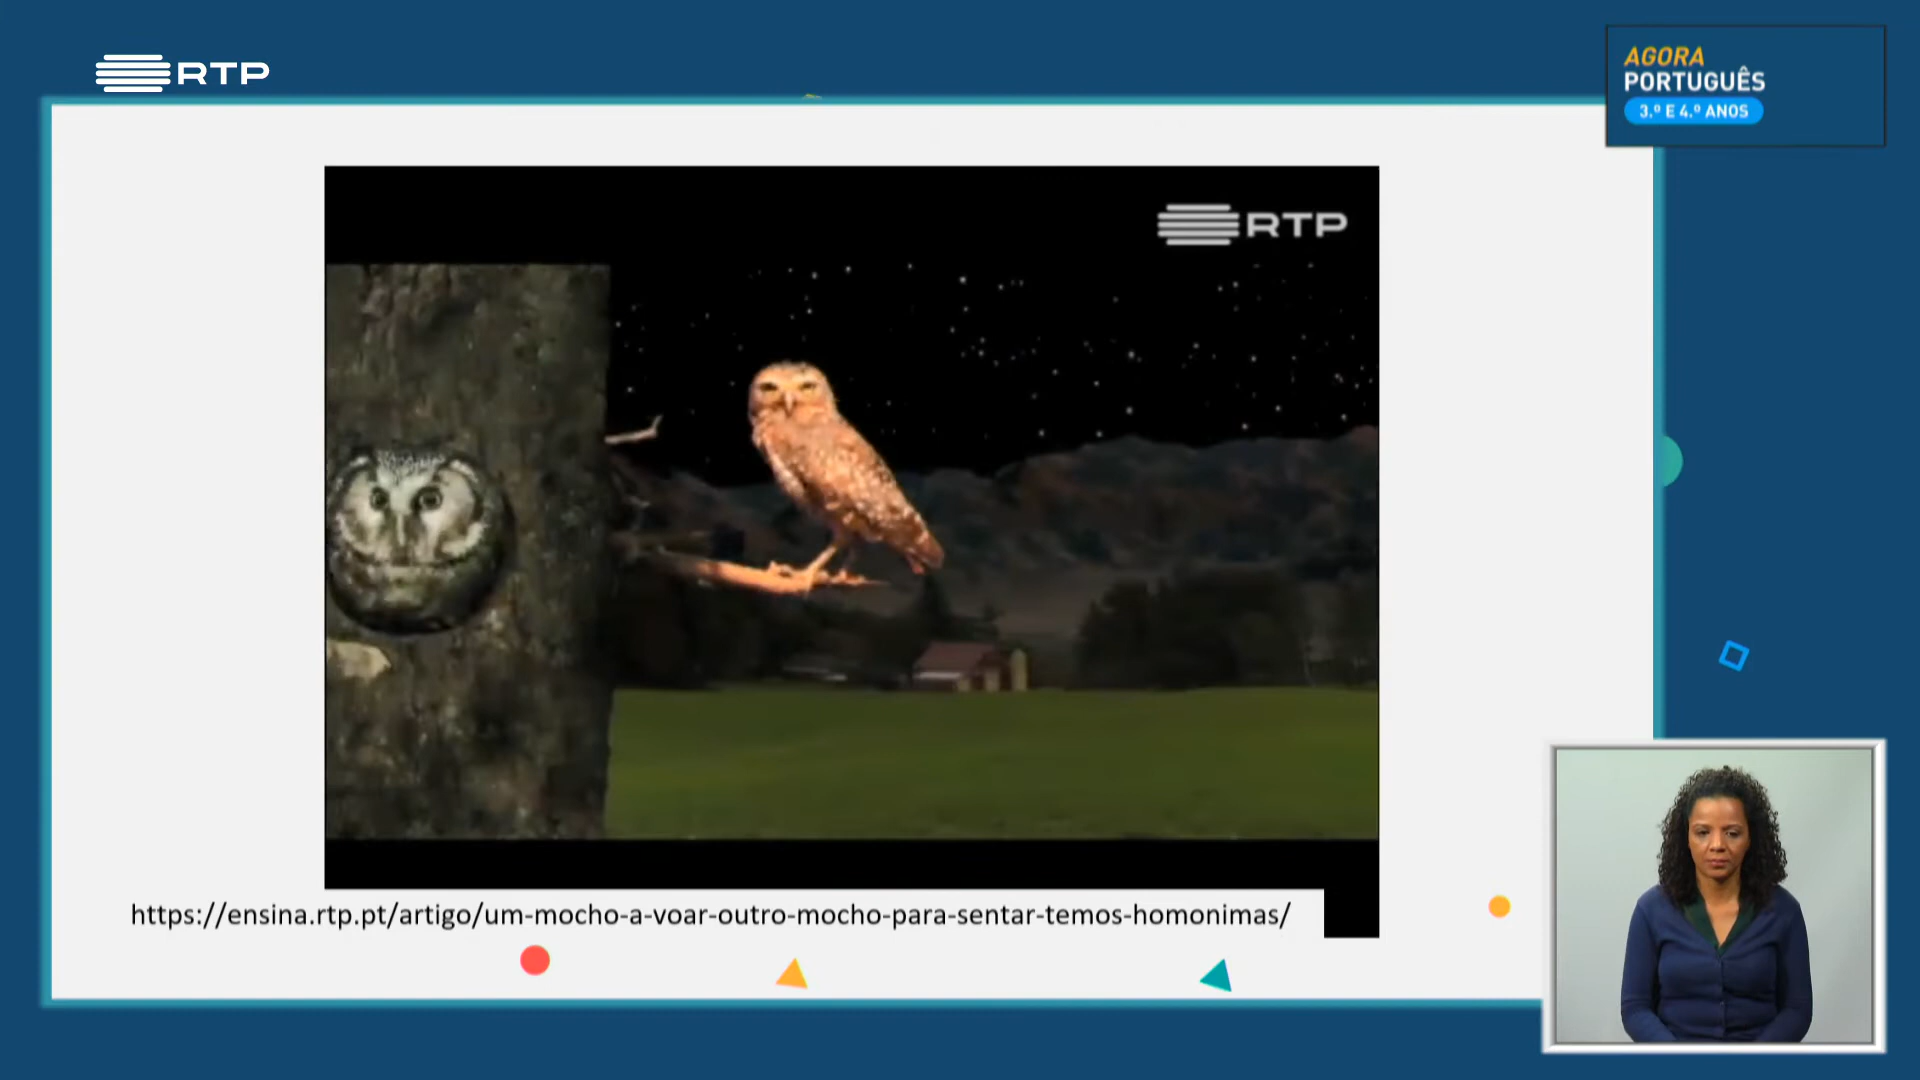 RTP
AGORA
PORTUGUÊS
3.º E 4.º ANOS
RTP
https://ensina.rtp.pt/artigo/um-mocho-a-voar-outro-mocho-para-sentar-temos-homonimas/